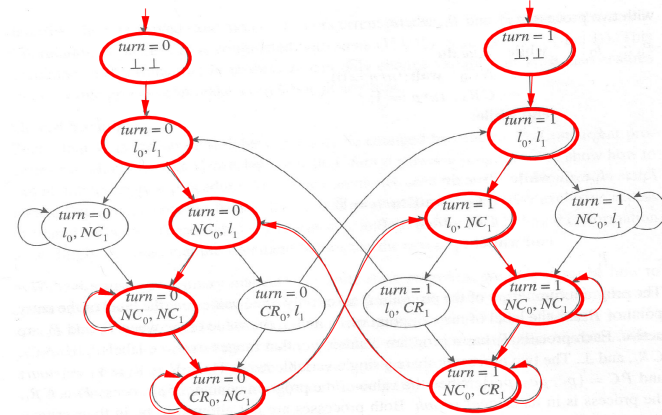 turn = 0
⊥, ⊥
turn = 1
⊥, ⊥
turn = 0
l₀, l₁
turn = 1
l₀, l₁
turn = 0
l₀, NC₁
turn = 0
NC₀, l₁
turn = 1
l₀, NC₁
turn = 1
NC₀, l₁
turn = 0
NC₀, NC₁
turn = 0
CR₀, l₁
turn = 1
l₀, CR₁
turn = 1
NC₀, NC₁
turn = 0
CR₀, NC₁
turn = 1
NC₀, CR₁